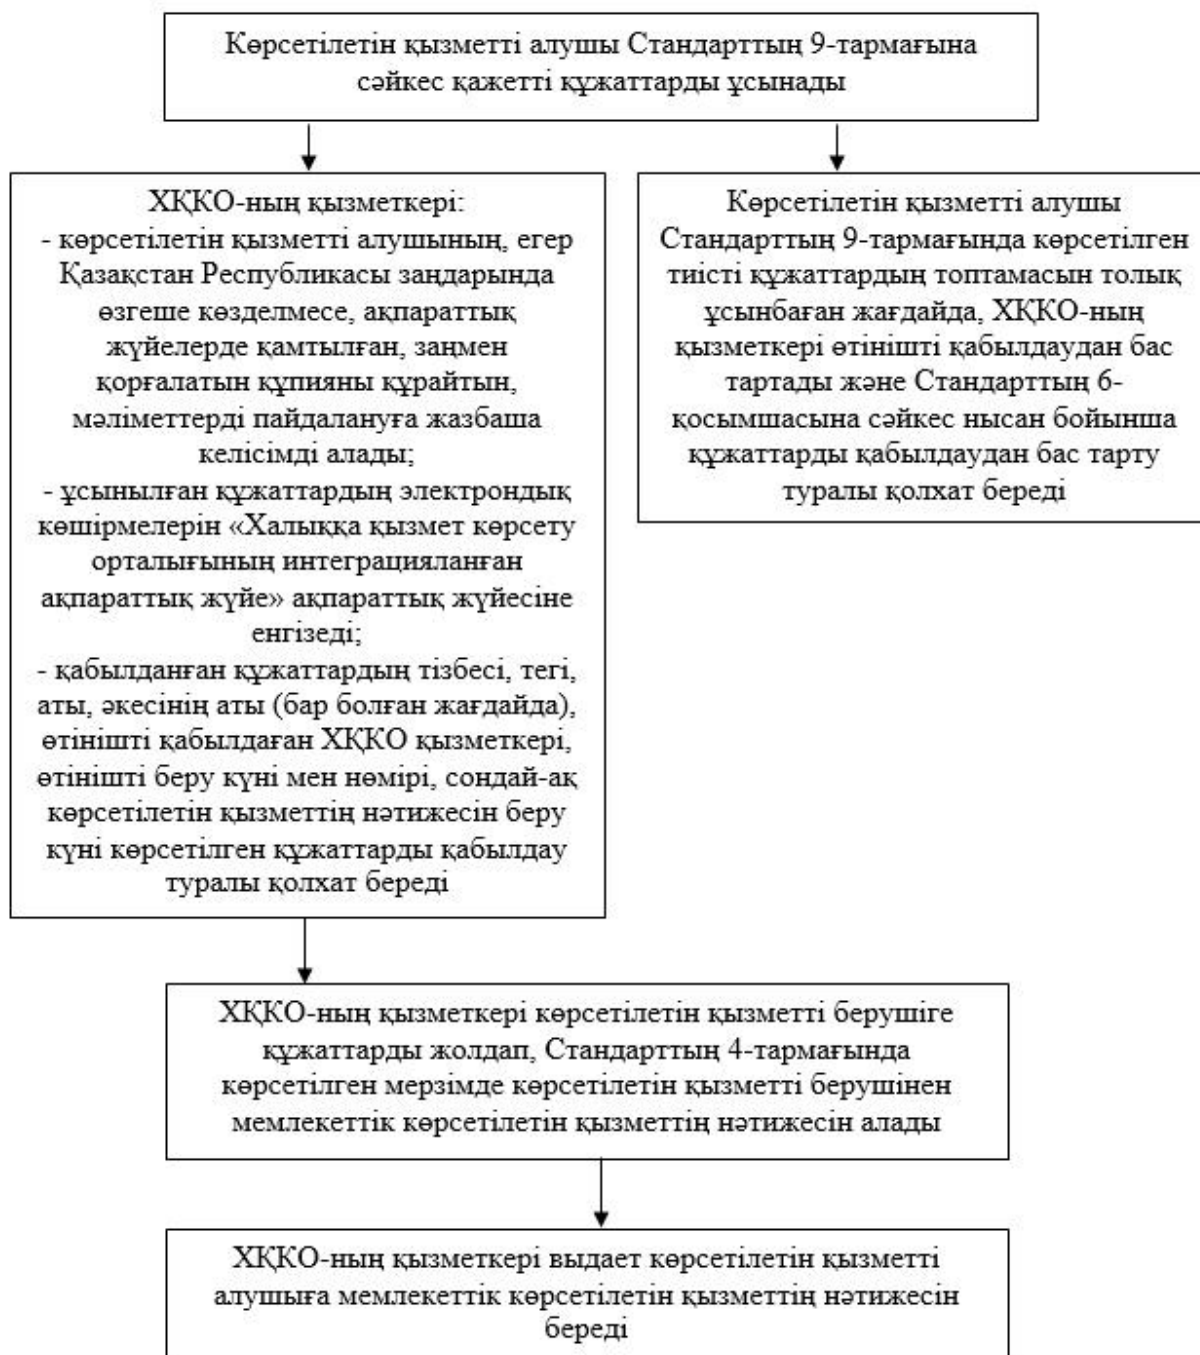 Көрсетілетін қызметті алушы Стандарттың 9-тармағына
сәйкес қажетті құжаттарды ұсынады
ХҚКО-ның қызметкері:
- көрсетілетін қызметті алушының, егер
Қазақстан Республикасы заңдарында
өзгеше көзделмесе, ақпараттық
жүйелерде қамтылған, заңмен
қорғалатын құпияны құрайтын,
мәліметтерді пайдалануға жазбаша
келісімді алады;
- ұсынылған құжаттардың электрондық
көшірмелерін «Халыққа қызмет көрсету
орталығының интеграцияланған
ақпараттық жүйе» ақпараттық жүйесіне
енгізеді;
- қабылданған құжаттардың тізбесі, тегі,
аты, әкесінің аты (бар болған жағдайда),
өтінішті қабылдаған ХҚКО қызметкері,
өтінішті беру күні мен нөмірі, сондай-ақ
көрсетілетін қызметтің нәтижесін беру
күні көрсетілген құжаттарды қабылдау
туралы қолхат береді
Көрсетілетін қызметті алушы
Стандарттың 9-тармағында көрсетілген
тиісті құжаттардың топтамасын толық
ұсынбаған жағдайда, ХҚКО-ның
қызметкері өтінішті қабылдаудан бас
тартады және Стандарттың 6-
қосымшасына сәйкес нысан бойынша
құжаттарды қабылдаудан бас тарту
туралы қолхат береді
ХҚКО-ның қызметкері көрсетілетін қызметті берушіге
құжаттарды жолдап, Стандарттың 4-тармағында
көрсетілген мерзімде көрсетілетін қызметті берушінен
мемлекеттік көрсетілетін қызметтің нәтижесін алады
ХҚКО-ның қызметкері выдает көрсетілетін қызметті
алушыға мемлекеттік көрсетілетін қызметтің нәтижесін
береді